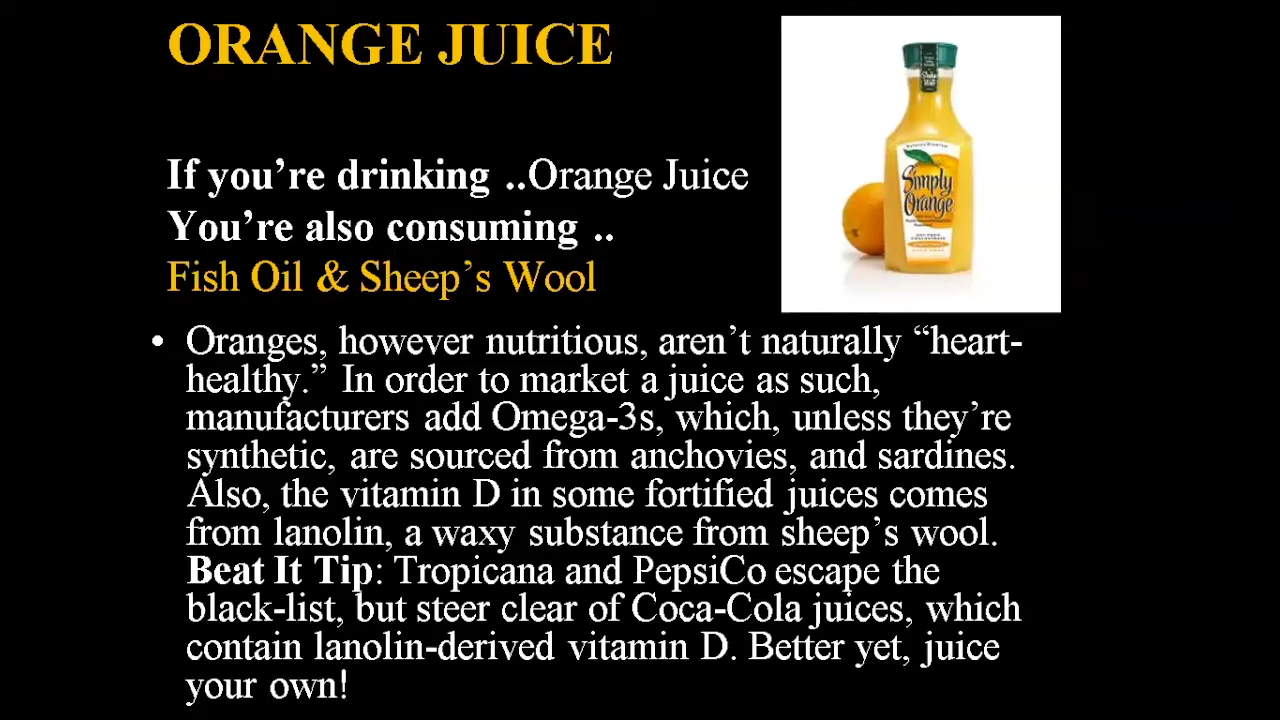 ORANGE JUICE
If you’re drinking ..Orange Juice
You’re also consuming ..
Fish Oil & Sheep’s Wool
Simply
Orange
• Oranges, however nutritious, aren’t naturally “heart-
healthy.” In order to market a juice as such,
manufacturers add Omega-3s, which, unless they’re
synthetic, are sourced from anchovies, and sardines.
Also, the vitamin D in some fortified juices comes
from lanolin, a waxy substance from sheep’s wool.
Beat It Tip: Tropicana and PepsiCo escape the
black-list, but steer clear of Coca-Cola juices, which
contain lanolin-derived vitamin D. Better yet, juice
your own!